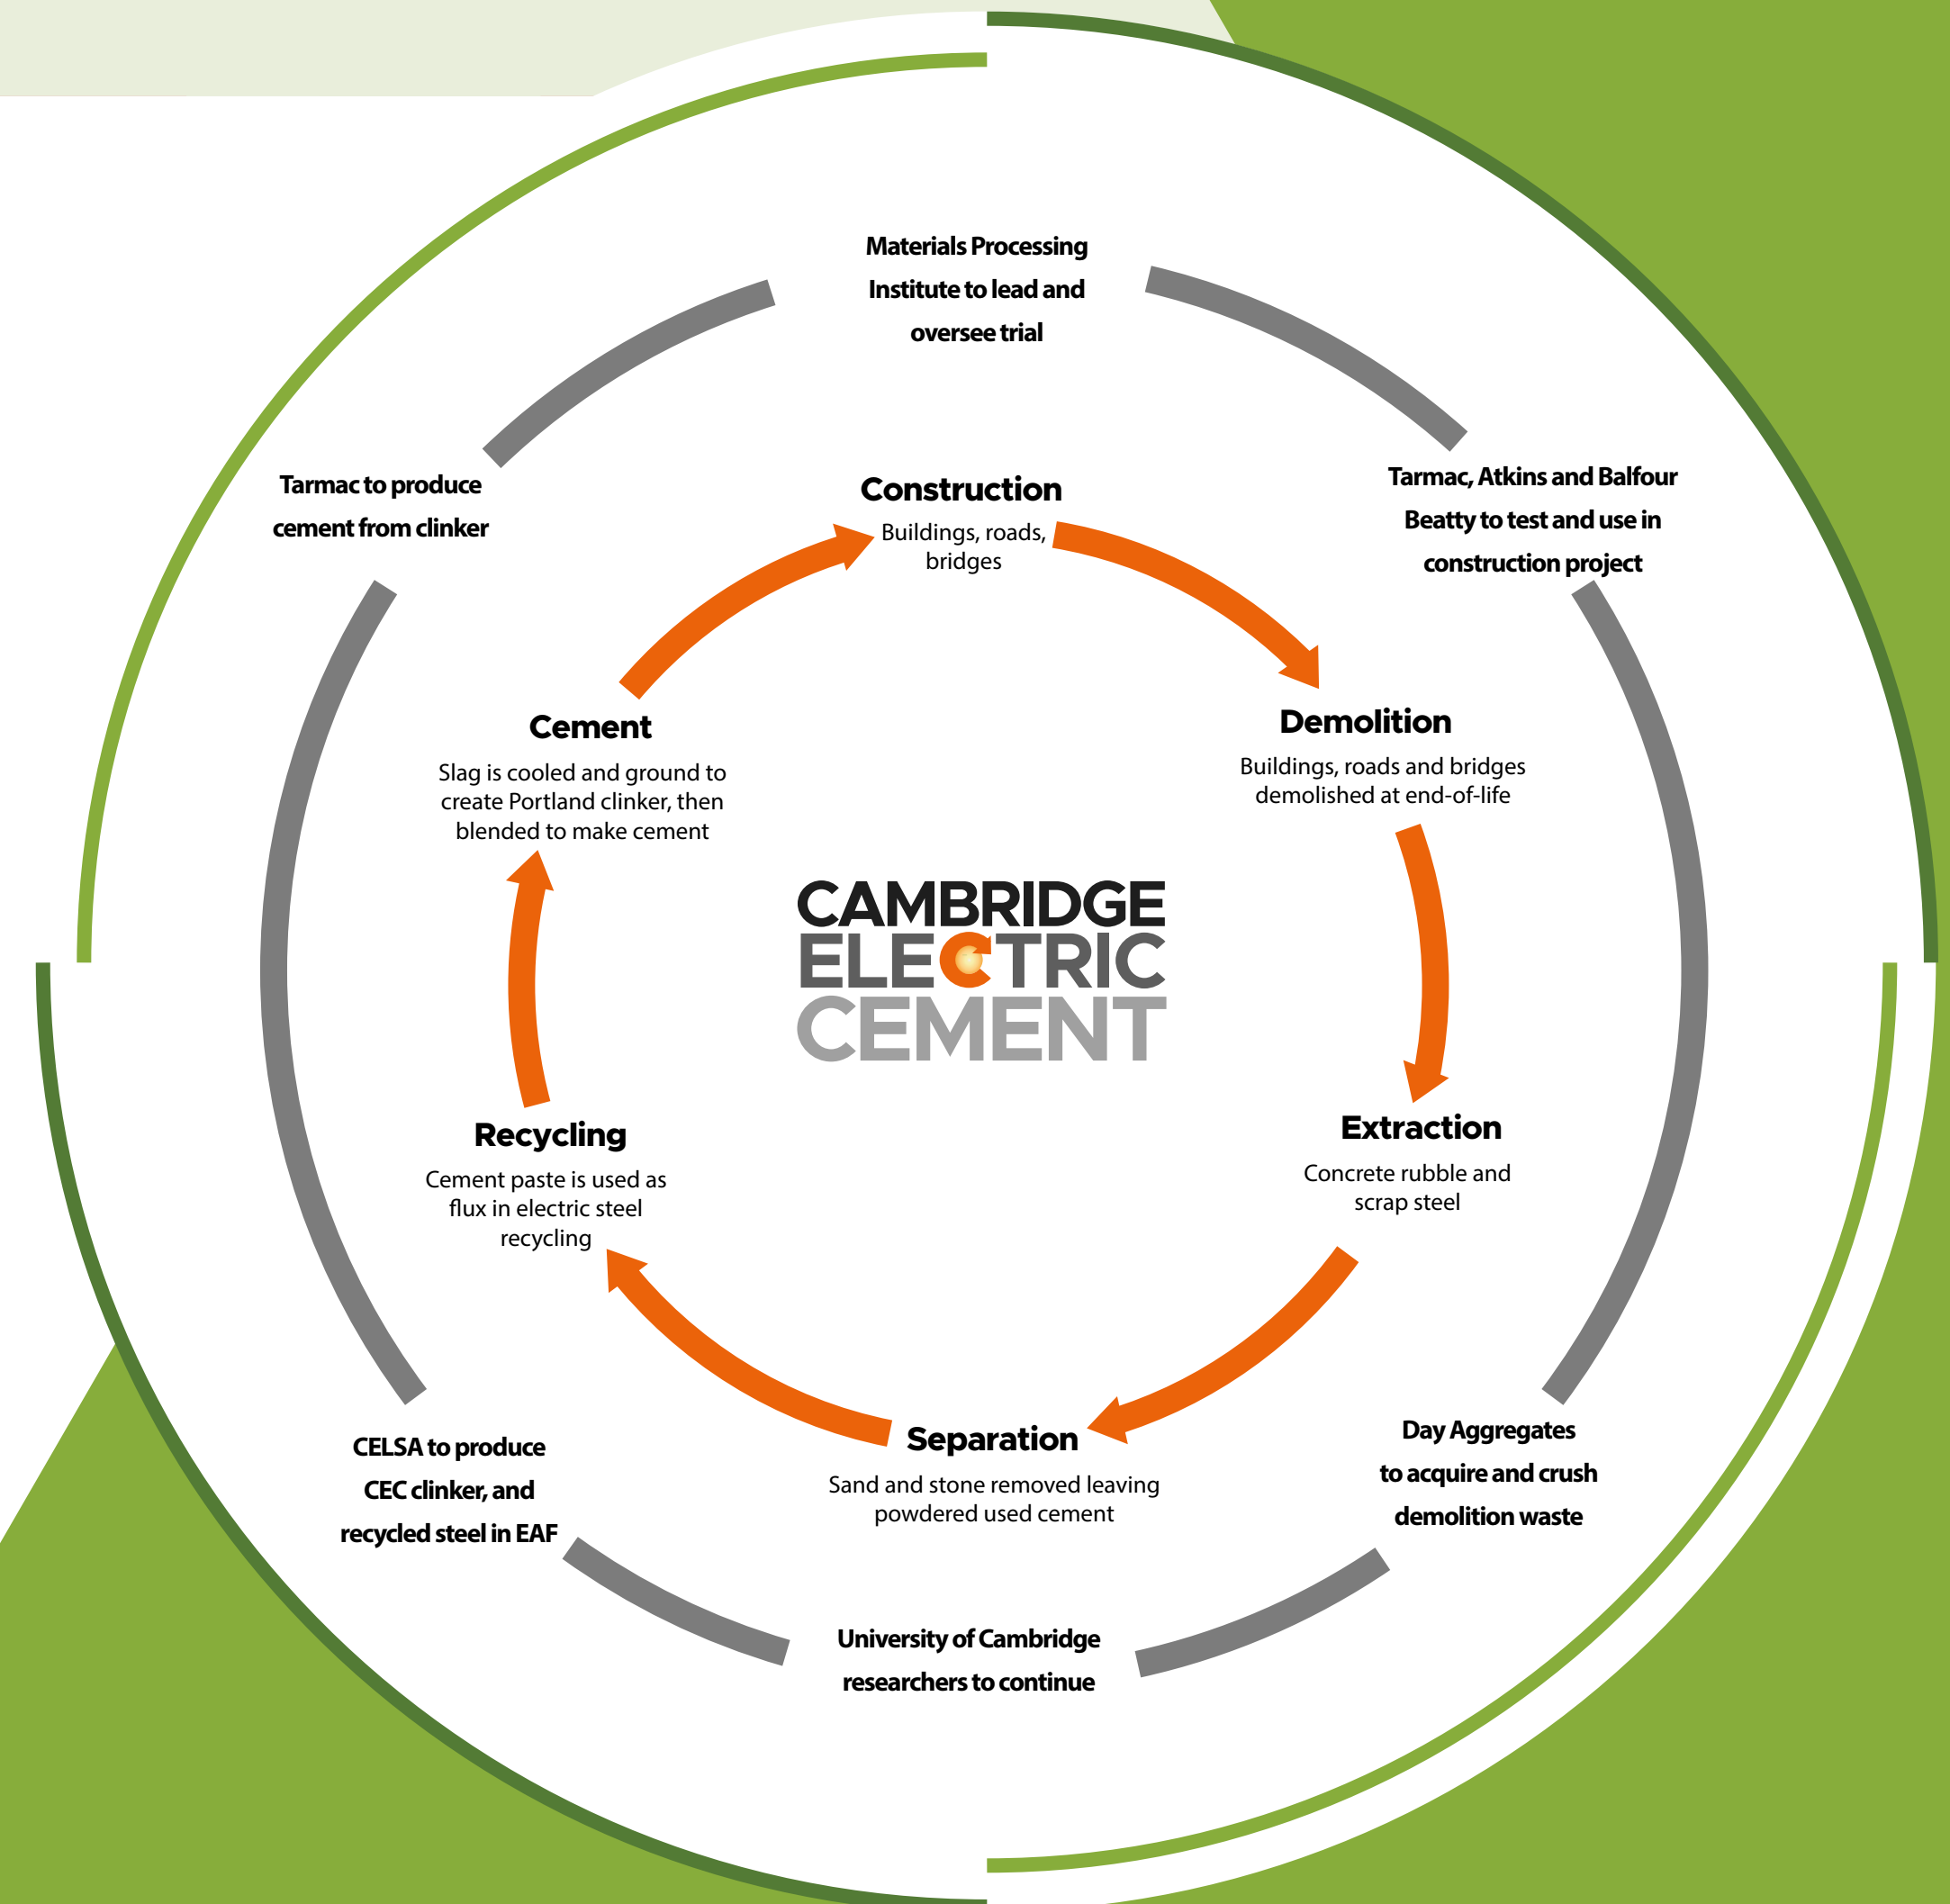 Materials Processing
Institute to lead and
oversee trial
Tarmac, Atkins and Balfour
Beatty to test and use in
construction project
Day Aggregates
to acquire and crush
demolition waste
University of Cambridge
researchers to continue
CELSA to produce
CEC clinker, and
recycled steel in EAF
Tarmac to produce
cement from clinker
Construction
Buildings, roads,
bridges
Demolition
Buildings, roads and bridges
demolished at end-of-life
Extraction
Concrete rubble and
scrap steel
Separation
Sand and stone removed leaving
powdered used cement
Recycling
Cement paste is used as
flux in electric steel
recycling
Cement
Slag is cooled and ground to
create Portland clinker, then
blended to make cement
CAMBRIDGE
ELECTRIC
CEMENT